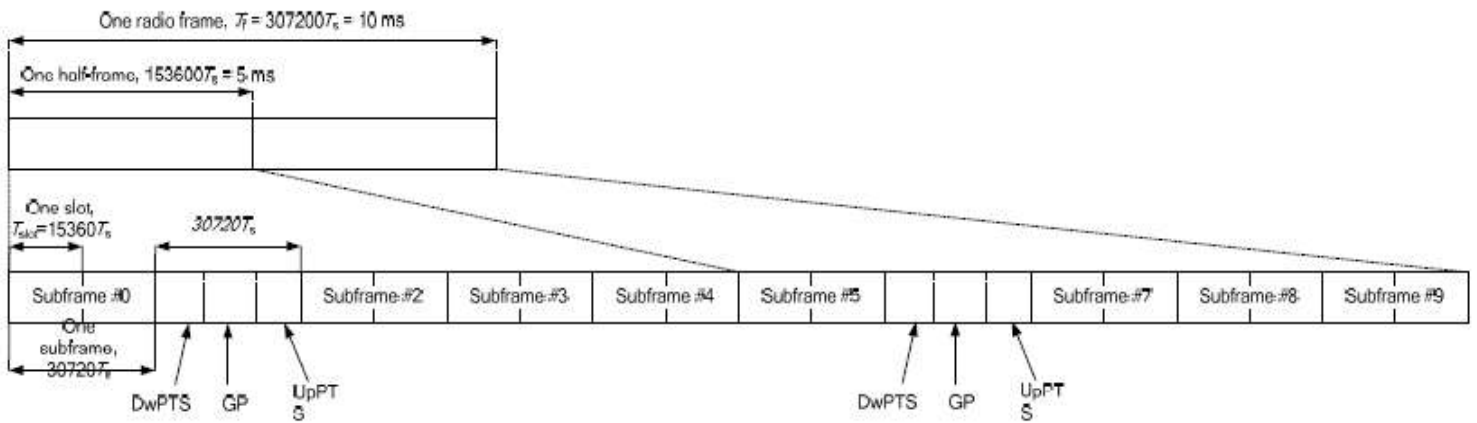 One radio frame, Tf = 307200Ts = 10 ms
One half-frame, 153600Ts = 5 ms
One slot,
Tslot=15360Ts
30720Ts
Subframe #0
Subframe #2
Subframe #3
Subframe #4
Subframe #5
Subframe #7
Subframe #8
Subframe #9
One
subframe,
30720Ts
DwPTS
GP
UpPT
S
DwPTS
GP
UpPT
S